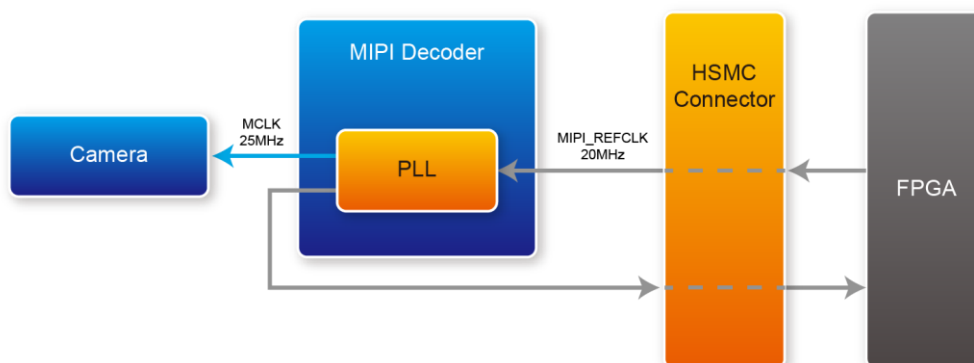 MIPI Decoder
HSMC
Connector
MCLK
25MHz
MIPI_REFCLK
20MHz
Camera
PLL
FPGA